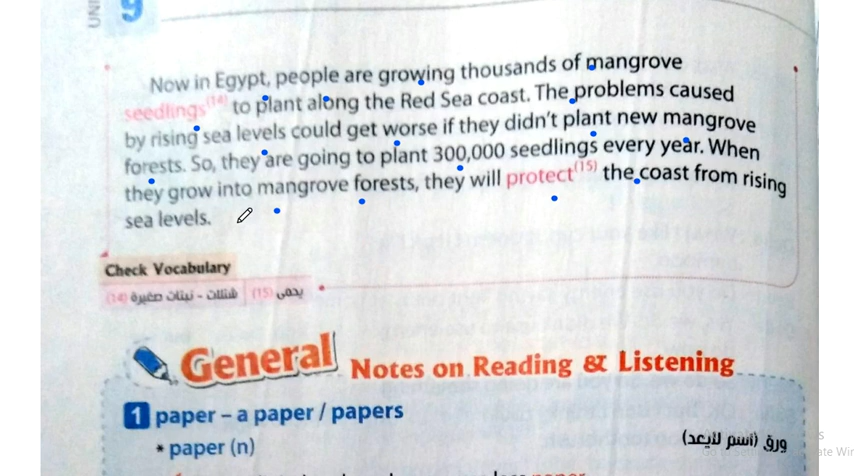 UNI
9
Now in Egypt, people are growing thousands of mangrove
seedlings(14) to plant along the Red Sea coast. The problems caused
by rising sea levels could get worse if they didn't plant new mangrove
forests. So, they are going to plant 300,000 seedlings every year. When
they grow into mangrove forests, they will protect(15) the coast from rising
sea levels.
Check Vocabulary
(14) شتلات - نبتات صغيرة (15) يحمى
General Notes on Reading & Listening
1 paper – a paper / papers
* paper (n) ورق (اسم لايعد)
paper